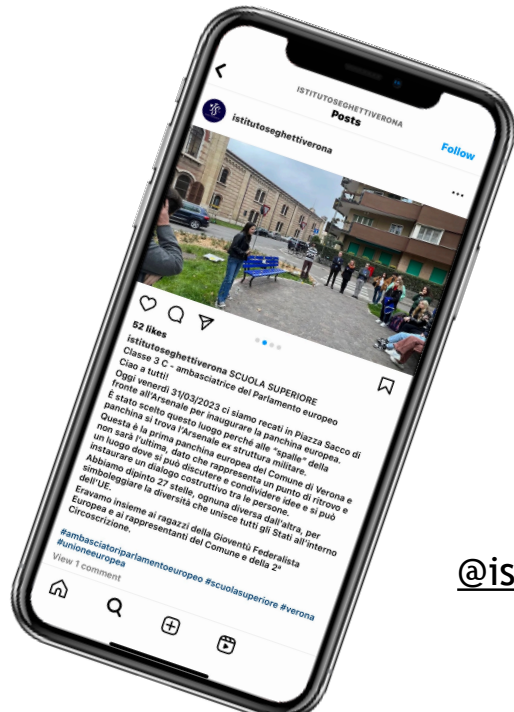 ISTITUTOSEGHETTIVERONA
Posts
istitutoseghettiverona
Follow
52 likes
istitutoseghettiverona SCUOLA SUPERIORE
Classe 3 C - ambasciatrice del Parlamento europeo
Ciao a tutti!
Oggi venerdì 31/03/2023 ci siamo recati in Piazza Sacco di
fronte all'Arsenale per inaugurare la panchina europea.
È stato scelto questo luogo perché alle "spalle" della
panchina si trova l'Arsenale ex struttura militare.
Questa è la prima panchina europea del Comune di Verona e
non sarà l'ultima, dato che rappresenta un punto di ritrovo e
un luogo dove si può discutere e condividere idee e si può
instaurare un dialogo costruttivo tra le persone.
Abbiamo dipinto 27 stelle, ognuna diversa dall'altra, per
simboleggiare la diversità che unisce tutti gli Stati all'interno
dell'UE.
Eravamo insieme ai ragazzi della Gioventù Federalista
Europea e ai rappresentanti del Comune e della 2ª
Circoscrizione.
#ambasciatoriparlamentoeuropeo #scuolasuperiore #verona
#unioneeuropea
View 1 comment
@is